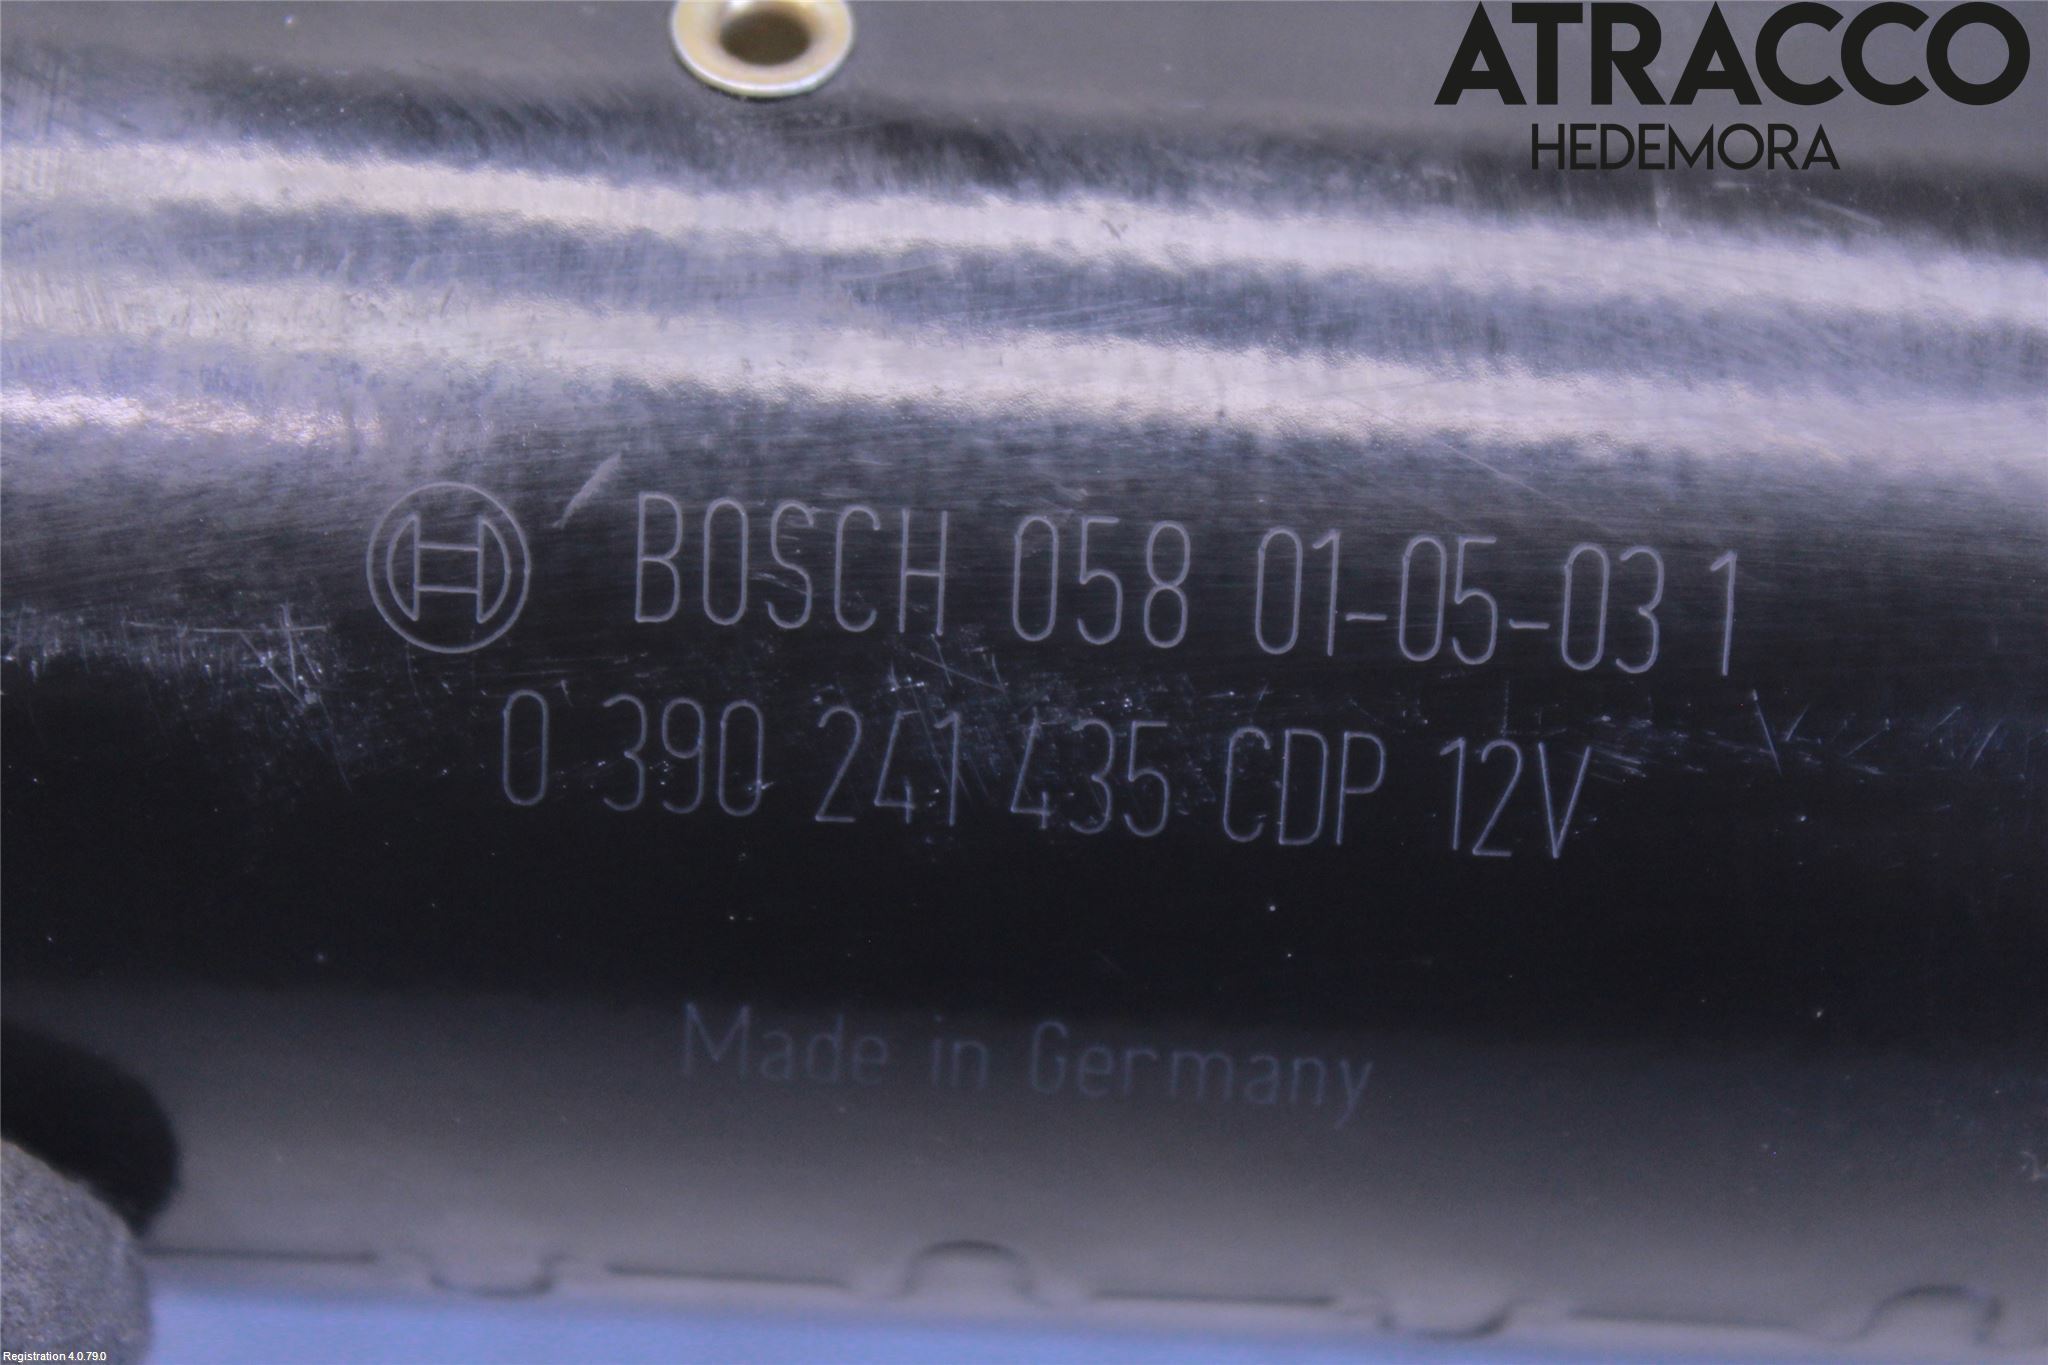 ATRACCO
HEDEMORA
BOSCH 058 01-05-03 1
0 390 241 435 CDP 12V
Made in Germany
Registration 4.0.79.0